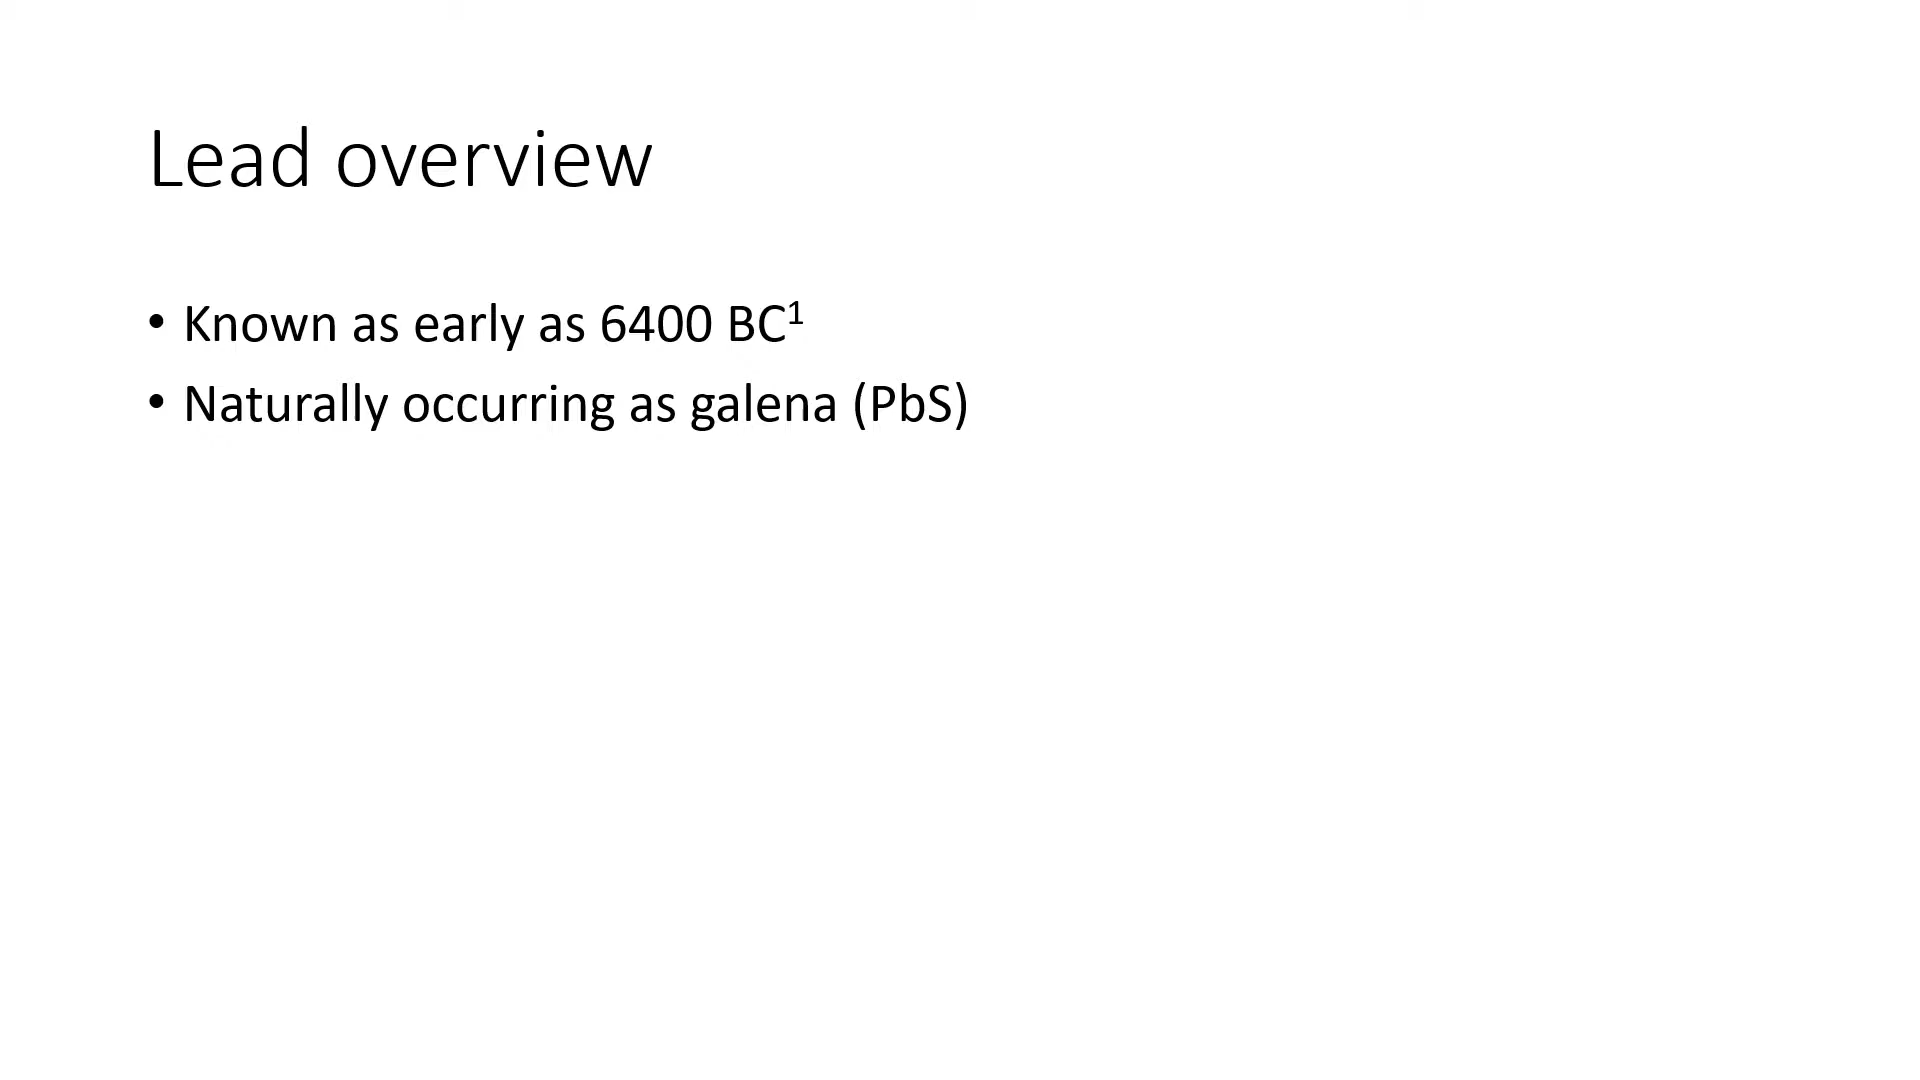 Lead overview
• Known as early as 6400 BC¹
• Naturally occurring as galena (PbS)